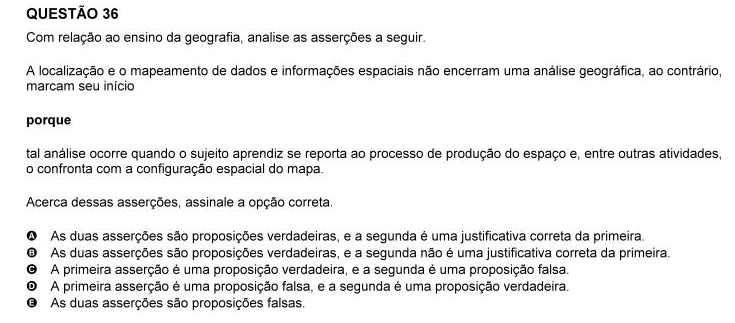 QUESTÃO 36
Com relação ao ensino da geografia, analise as asserções a seguir.
A localização e o mapeamento de dados e informações espaciais não encerram uma análise geográfica, ao contrário,
marcam seu início
porque
tal análise ocorre quando o sujeito aprendiz se reporta ao processo de produção do espaço e, entre outras atividades,
o confronta com a configuração espacial do mapa.
Acerca dessas asserções, assinale a opção correta.
A As duas asserções são proposições verdadeiras, e a segunda é uma justificativa correta da primeira.
B As duas asserções são proposições verdadeiras, e a segunda não é uma justificativa correta da primeira.
C A primeira asserção é uma proposição verdadeira, e a segunda é uma proposição falsa.
D A primeira asserção é uma proposição falsa, e a segunda é uma proposição verdadeira.
E As duas asserções são proposições falsas.